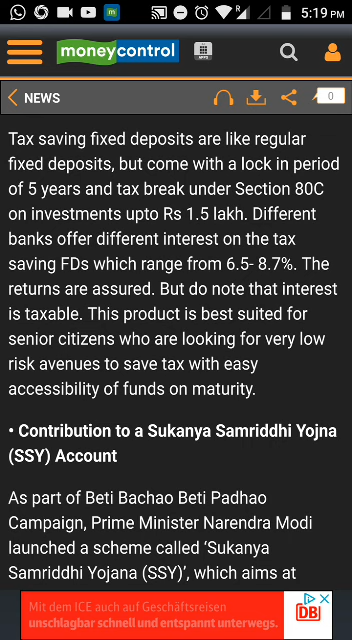 5:19 PM
moneycontrol
APPS
NEWS
0
Tax saving fixed deposits are like regular
fixed deposits, but come with a lock in period
of 5 years and tax break under Section 80C
on investments upto Rs 1.5 lakh. Different
banks offer different interest on the tax
saving FDs which range from 6.5- 8.7%. The
returns are assured. But do note that interest
is taxable. This product is best suited for
senior citizens who are looking for very low
risk avenues to save tax with easy
accessibility of funds on maturity.
• Contribution to a Sukanya Samriddhi Yojna
(SSY) Account
As part of Beti Bachao Beti Padhao
Campaign, Prime Minister Narendra Modi
launched a scheme called ‘Sukanya
Samriddhi Yojana (SSY)’, which aims at
Mit dem ICE auch auf Geschäftsreisen
unschlagbar schnell und entspannt unterwegs.
DB